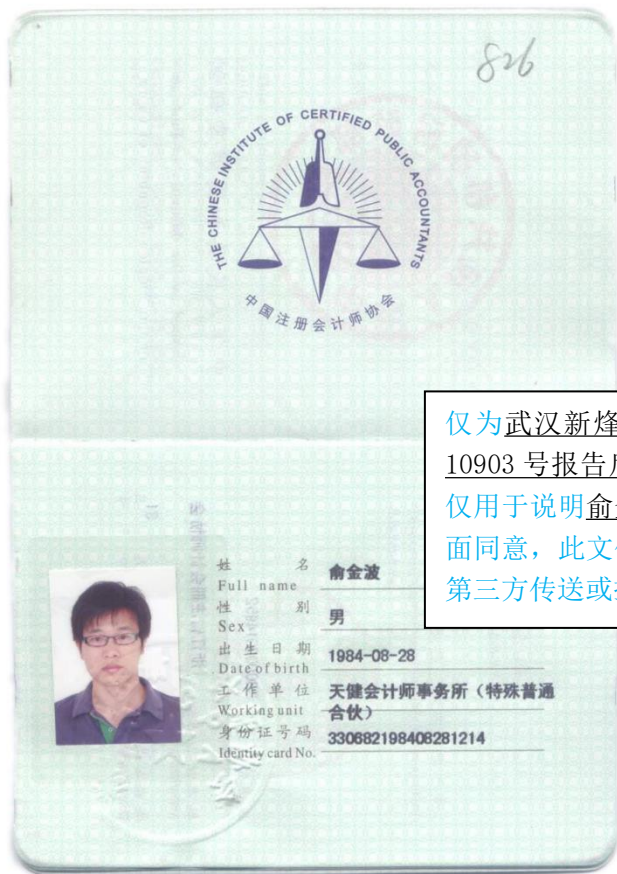 826
THE CHINESE INSTITUTE OF CERTIFIED PUBLIC ACCOUNTANTS
中国注册会计师协会
仅为武汉新烽
10903 号报告
仅用于说明俞
面同意，此文
第三方传送或
姓 名
Full name
俞金波
性 别
Sex
男
出生日期
Date of birth
1984-08-28
工作单位
Working unit
天健会计师事务所（特殊普通
合伙）
身份证号码
Identity card No.
330682198408281214